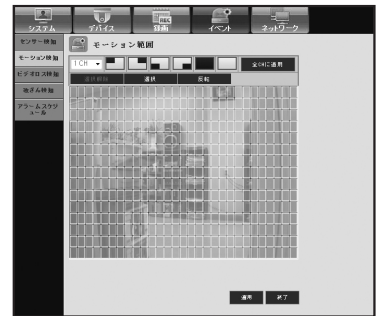 システム
デバイス
録画
イベント
ネットワーク
センサー検知
モーション検知
ビデオロス検知
改ざん検知
アラームスケジュール
モーション範囲
1 CH
全CHに適用
選択解除
選択
反転
適用
終了